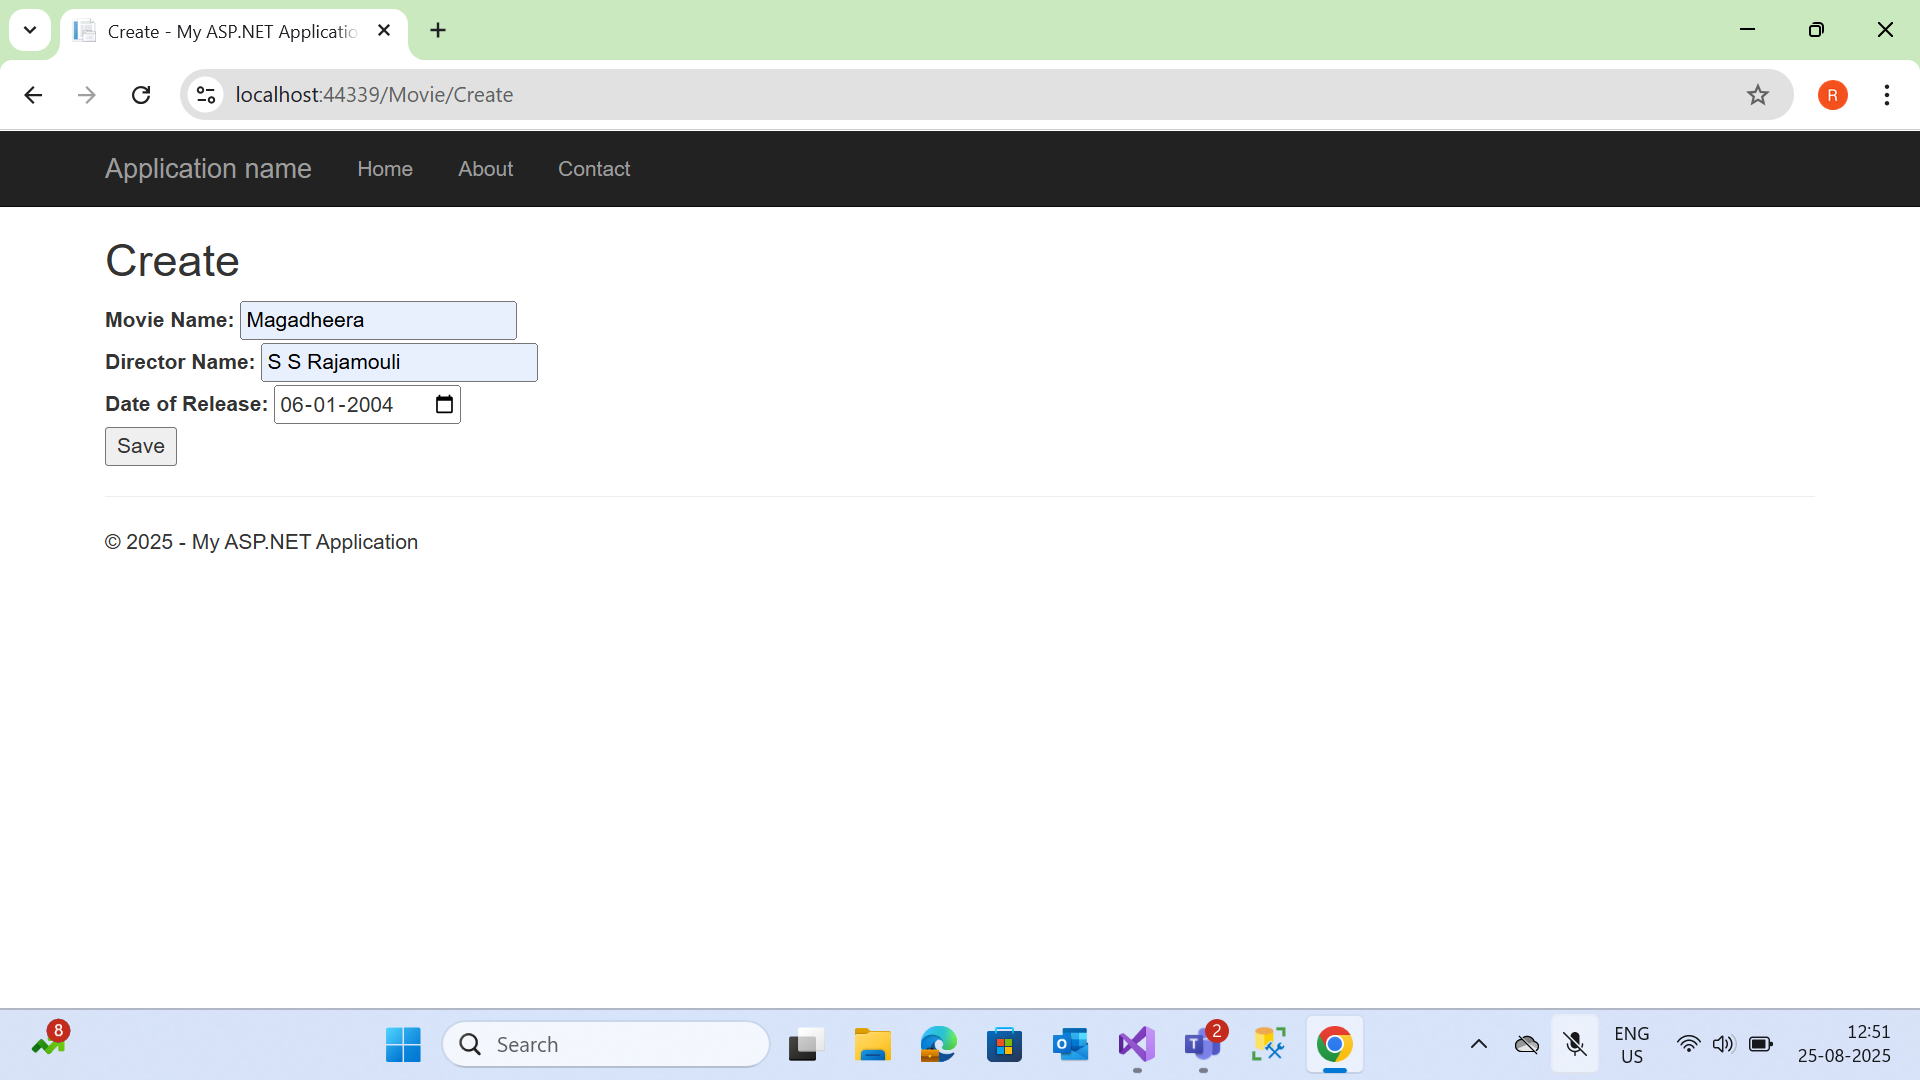 Create - My ASP.NET Applicatio
localhost:44339/Movie/Create
R
Application name Home About Contact
Create
Movie Name: Magadheera
Director Name: S S Rajamouli
Date of Release: 06-01-2004
Save
© 2025 - My ASP.NET Application
8
Search
2
ENG
US
12:51
25-08-2025